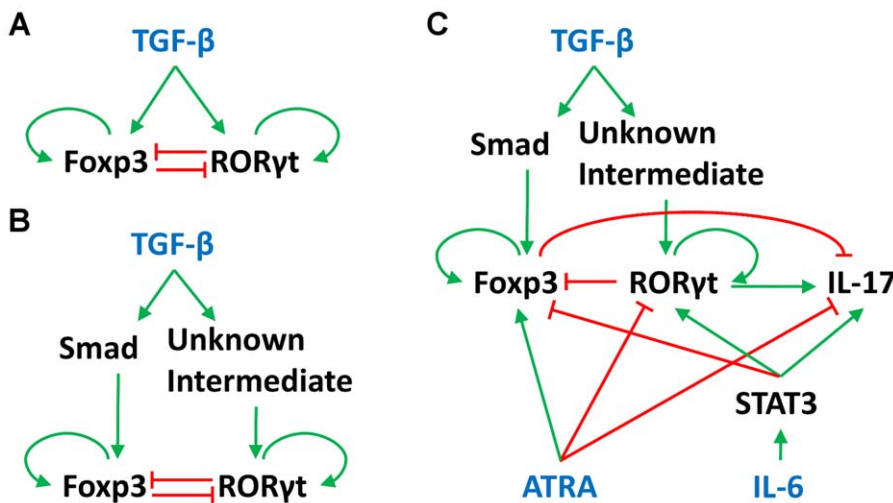 A
TGF-β
Foxp3 RORγt
B
TGF-β
Smad Unknown
Intermediate
Foxp3 RORγt
C
TGF-β
Smad Unknown
Intermediate
Foxp3 RORγt IL-17
STAT3
ATRA IL-6